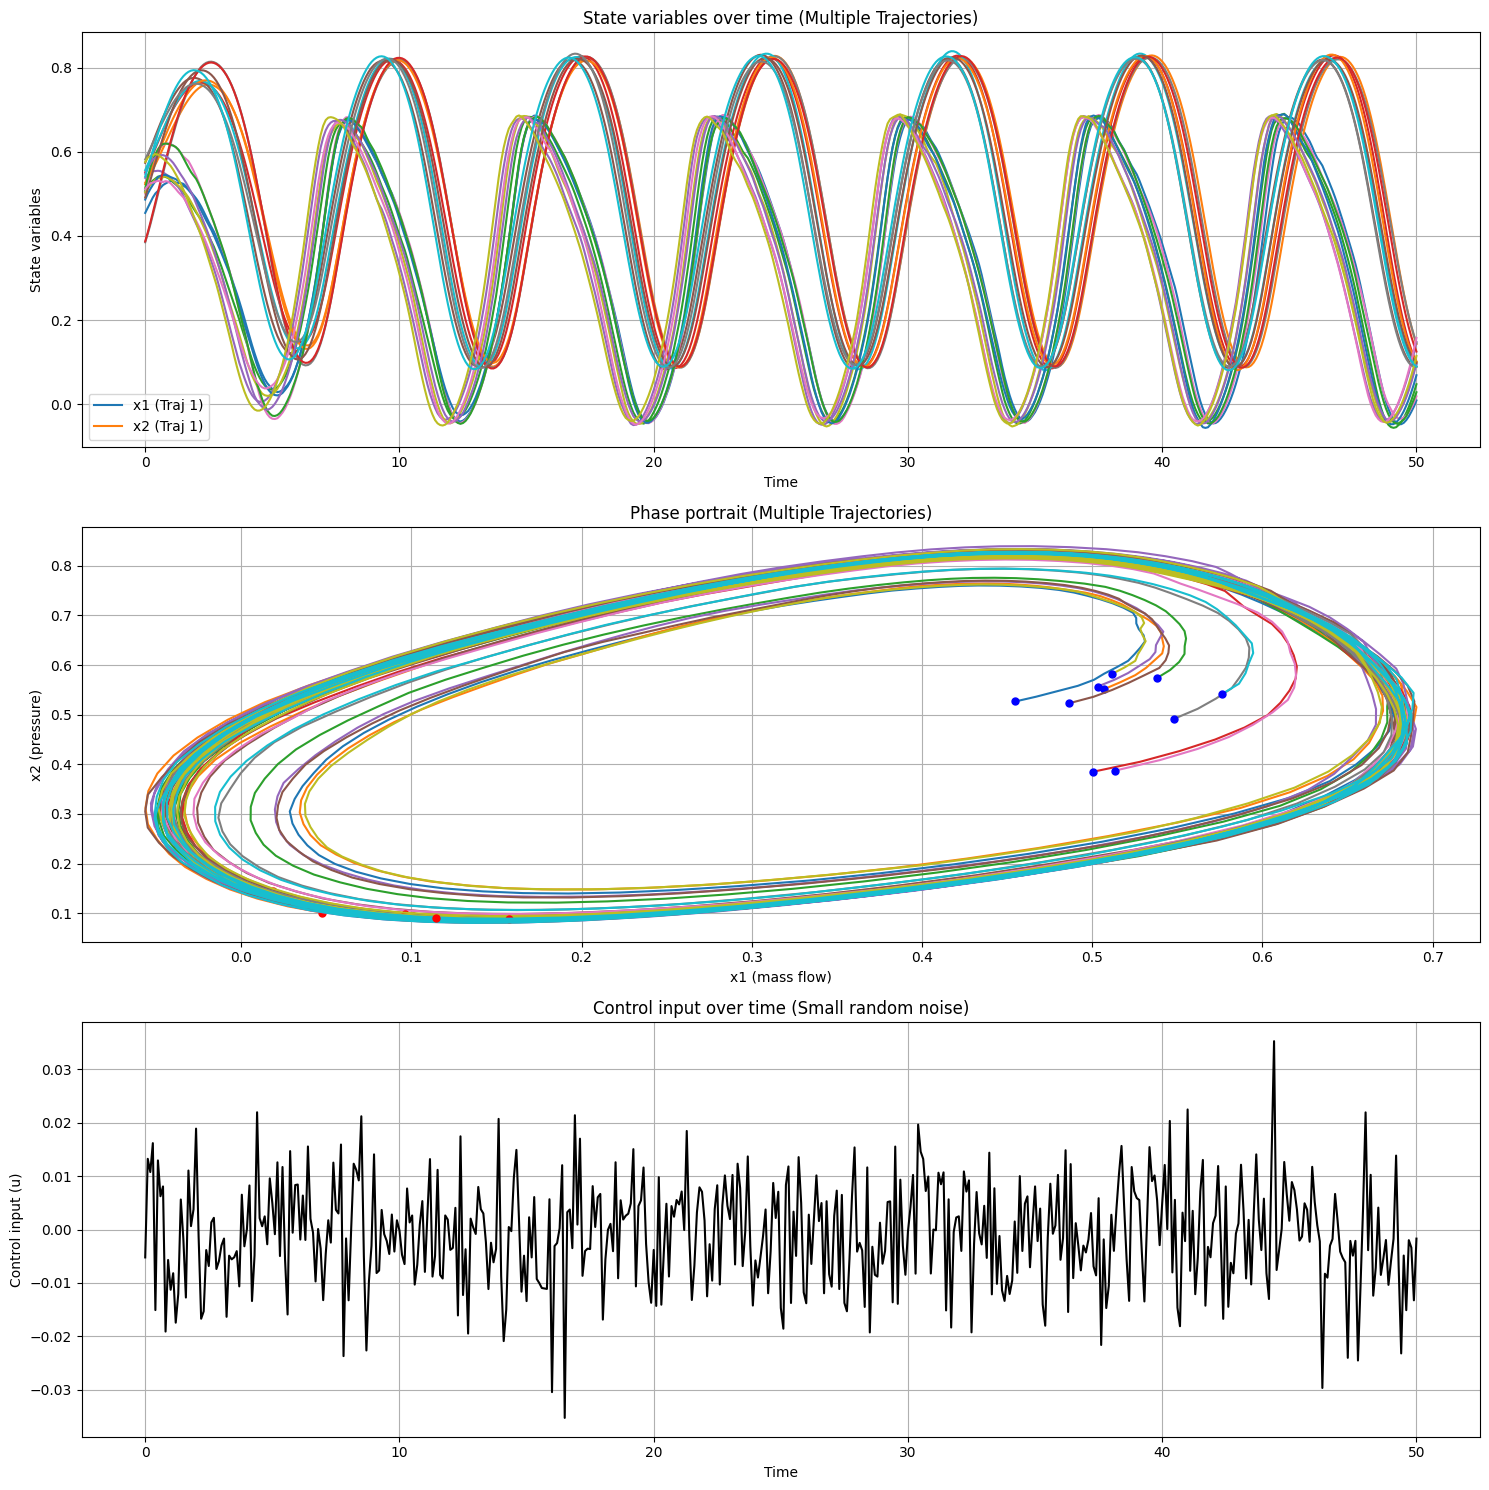 State variables over time (Multiple Trajectories)
State variables
0.8
0.6
0.4
0.2
0.0
x1 (Traj 1)
x2 (Traj 1)
0 10 20 30 40 50
Time
Phase portrait (Multiple Trajectories)
x2 (pressure)
0.8
0.7
0.6
0.5
0.4
0.3
0.2
0.1
0.0 0.1 0.2 0.3 0.4 0.5 0.6 0.7
x1 (mass flow)
Control input over time (Small random noise)
Control input (u)
0.03
0.02
0.01
0.00
−0.01
−0.02
−0.03
0 10 20 30 40 50
Time